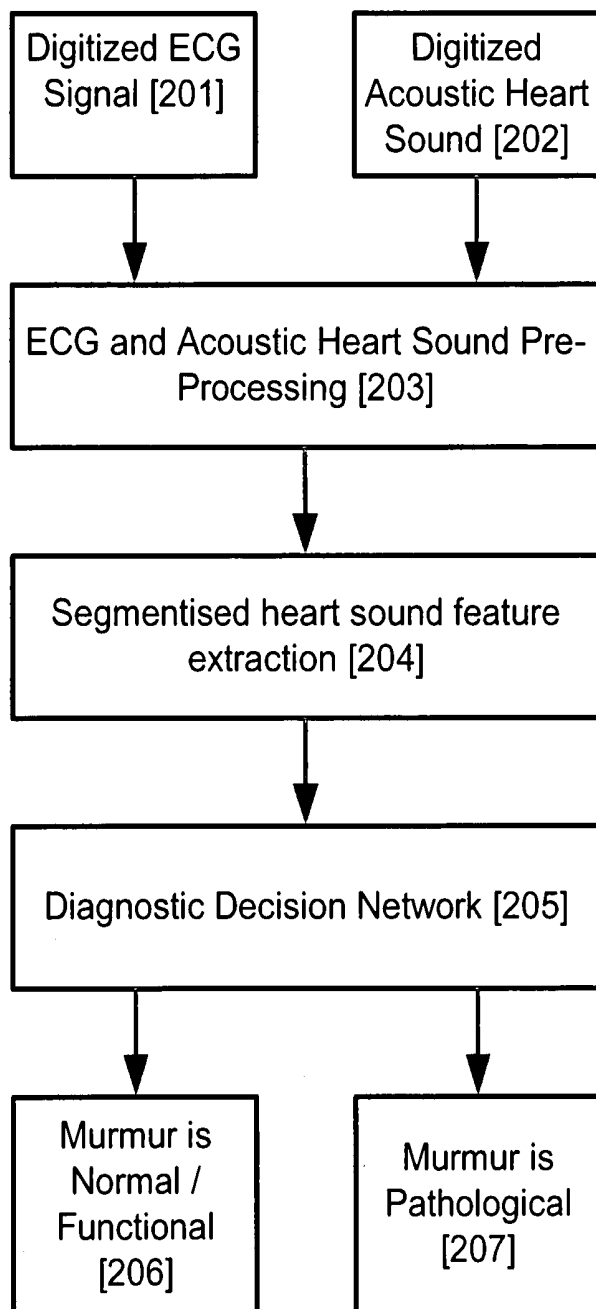 Digitized ECG
Signal [201]
Digitized
Acoustic Heart
Sound [202]
ECG and Acoustic Heart Sound Pre-
Processing [203]
Segmentised heart sound feature
extraction [204]
Diagnostic Decision Network [205]
Murmur is
Normal /
Functional
[206]
Murmur is
Pathological
[207]